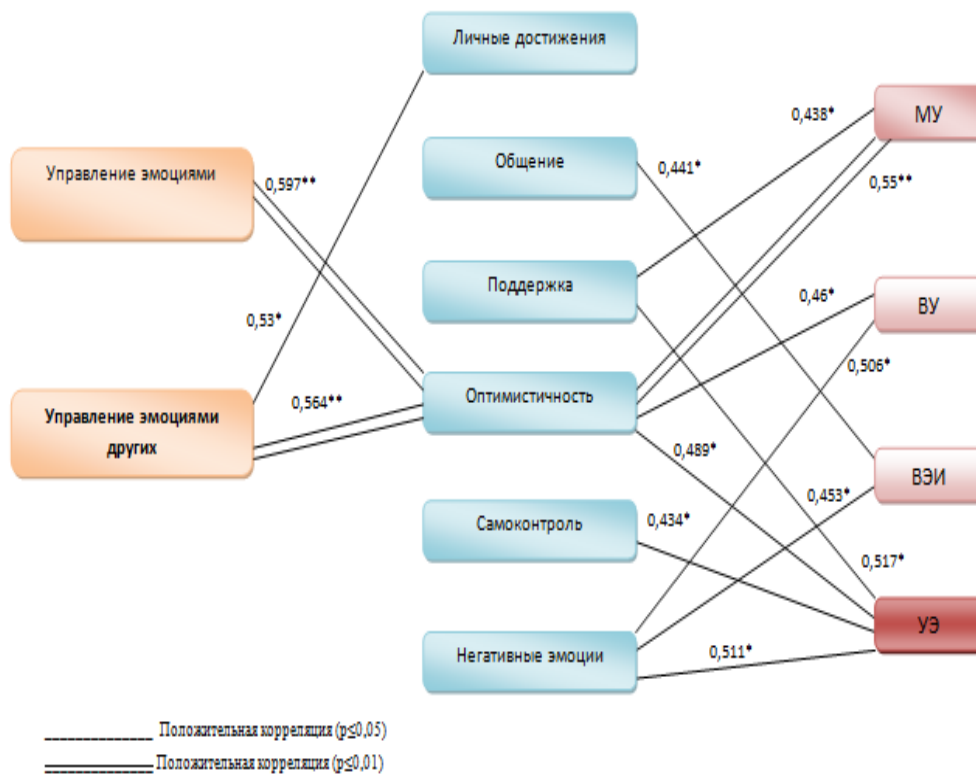 Личные достижения
МУ
0,438*
Общение
0,441*
0,55**
Управление эмоциями
0,597**
Поддержка
0,46*
ВУ
0,53*
0,506*
Оптимистичность
0,564**
Управление эмоциями
других
0,489*
ВЭИ
0,453*
Самоконтроль
0,434*
0,517*
УЭ
Негативные эмоции
0,511*
Положительная корреляция (p≤0,05)
Положительная корреляция (p≤0,01)